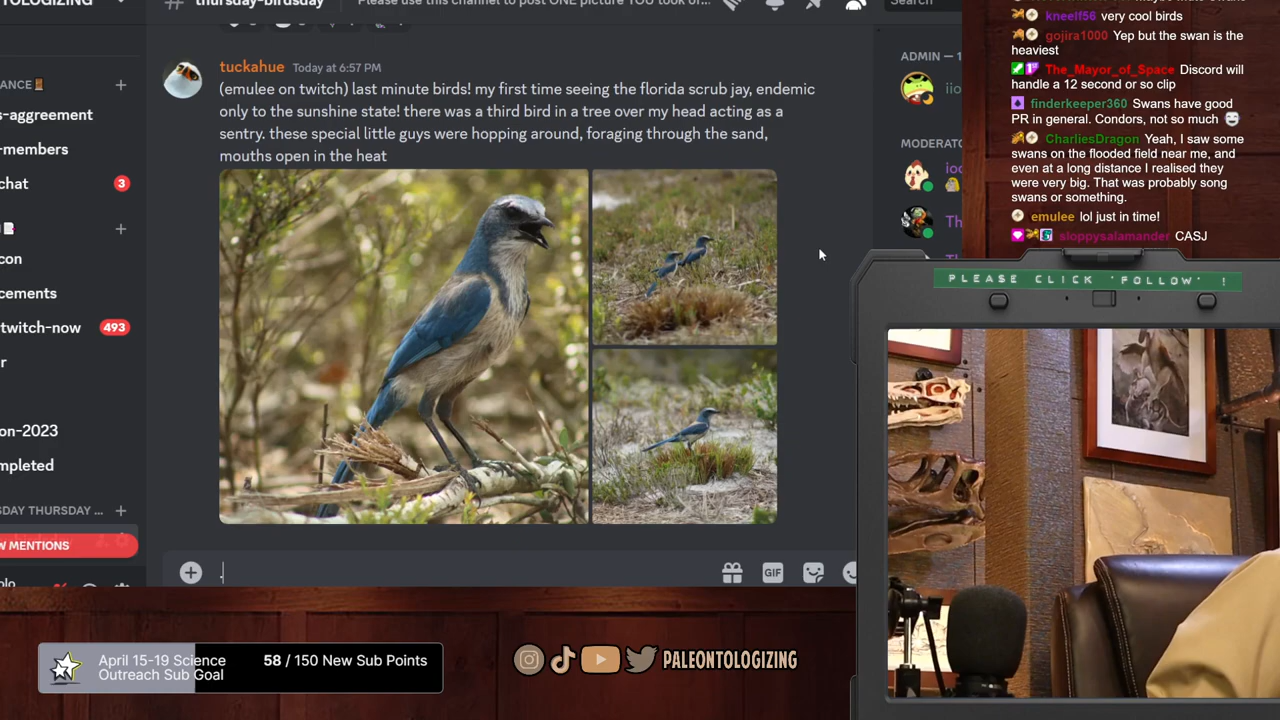 TOLOGIZING
thursday-birdsday
Please use this channel to post ONE picture YOU took of...
Search
ANCE
s-aggreement
-members
chat
3
con
cements
twitch-now
493
r
on-2023
mpleted
SDAY THURSDAY ...
W MENTIONS
tuckahue Today at 6:57 PM
(emulee on twitch) last minute birds! my first time seeing the florida scrub jay, endemic
only to the sunshine state! there was a third bird in a tree over my head acting as a
sentry. these special little guys were hopping around, foraging through the sand,
mouths open in the heat
.
GIF
ADMIN — 1
iio
MODERATO
ioc
Th
kneelf56 very cool birds
gojira1000 Yep but the swan is the
heaviest
The_Mayor_of_Space Discord will
handle a 12 second or so clip
finderkeeper360 Swans have good
PR in general. Condors, not so much
CharliesDragon Yeah, I saw some
swans on the flooded field near me, and
even at a long distance I realised they
were very big. That was probably song
swans or something.
emulee lol just in time!
sloppysalamander CASJ
PLEASE CLICK 'FOLLOW' !
April 15-19 Science
Outreach Sub Goal
58 / 150 New Sub Points
PALEONTOLOGIZING